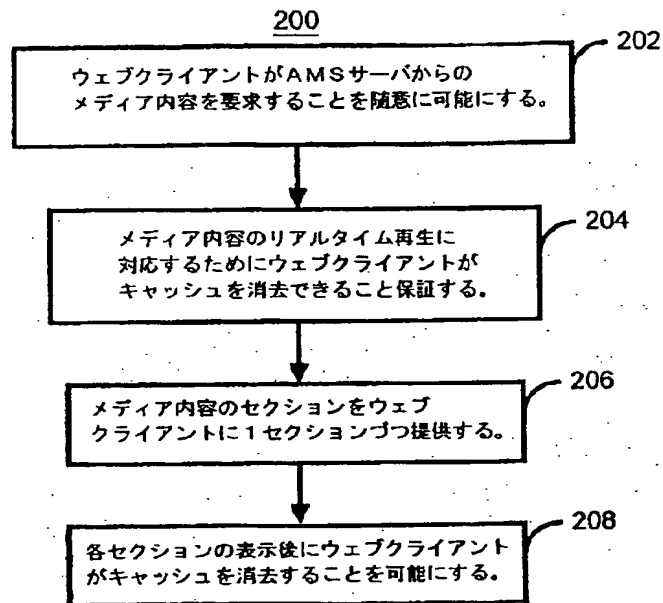 200
202
ウェブクライアントがAMSサーバからの
メディア内容を要求することを随意に可能にする。
204
メディア内容のリアルタイム再生に
対応するためにウェブクライアントが
キャッシュを消去できること保証する。
206
メディア内容のセクションをウェブ
クライアントに1セクションづつ提供する。
208
各セクションの表示後にウェブクライアント
がキャッシュを消去することを可能にする。